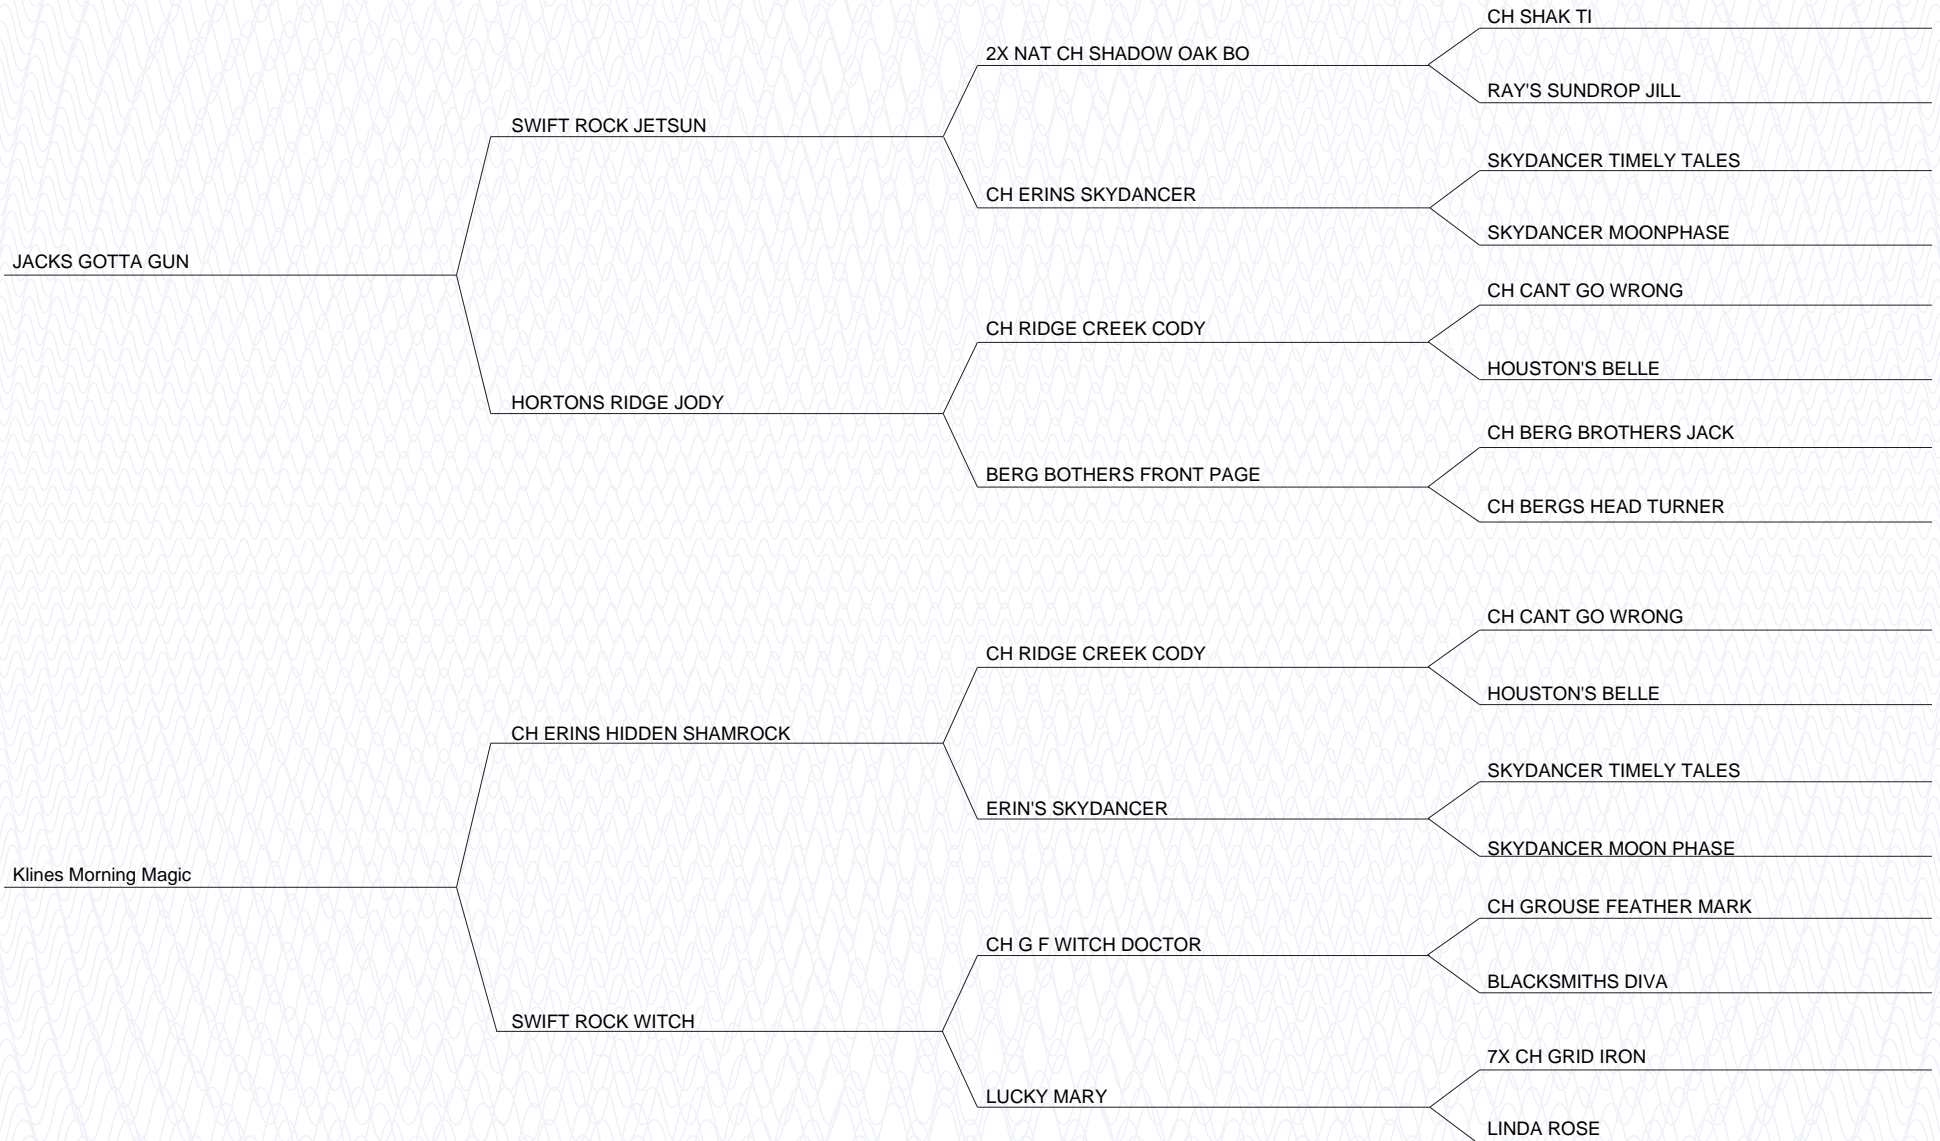 CH SHAK TI
2X NAT CH SHADOW OAK BO
RAY'S SUNDROP JILL
SWIFT ROCK JETSUN
SKYDANCER TIMELY TALES
CH ERINS SKYDANCER
SKYDANCER MOONPHASE
JACKS GOTTA GUN
CH CANT GO WRONG
CH RIDGE CREEK CODY
HOUSTON'S BELLE
HORTONS RIDGE JODY
CH BERG BROTHERS JACK
BERG BOTHERS FRONT PAGE
CH BERGS HEAD TURNER
CH CANT GO WRONG
CH RIDGE CREEK CODY
HOUSTON'S BELLE
CH ERINS HIDDEN SHAMROCK
SKYDANCER TIMELY TALES
ERIN'S SKYDANCER
SKYDANCER MOON PHASE
Klines Morning Magic
CH GROUSE FEATHER MARK
CH G F WITCH DOCTOR
BLACKSMITHS DIVA
SWIFT ROCK WITCH
7X CH GRID IRON
LUCKY MARY
LINDA ROSE